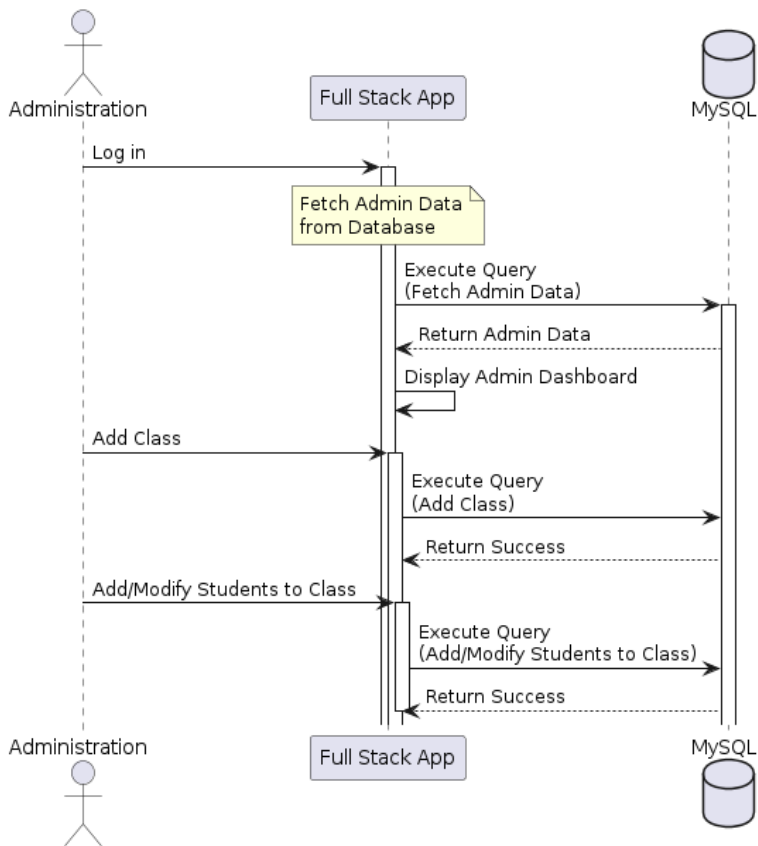 Administration
Full Stack App
MySQL
Log in
Fetch Admin Data
from Database
Execute Query
(Fetch Admin Data)
Return Admin Data
Display Admin Dashboard
Add Class
Execute Query
(Add Class)
Return Success
Add/Modify Students to Class
Execute Query
(Add/Modify Students to Class)
Return Success
Administration
Full Stack App
MySQL